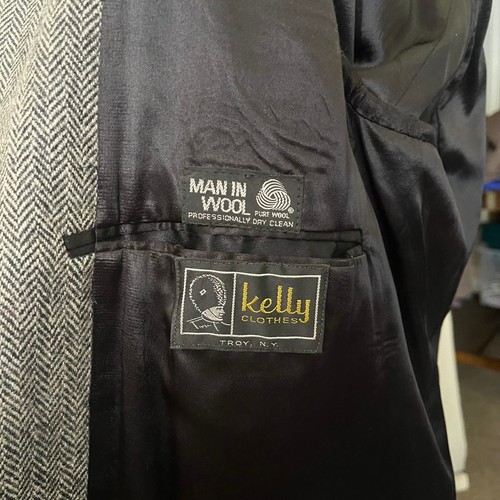 MAN IN
WOOL
PURE WOOL
PROFESSIONALLY DRY CLEAN
kelly
CLOTHES
TROY, N.Y.